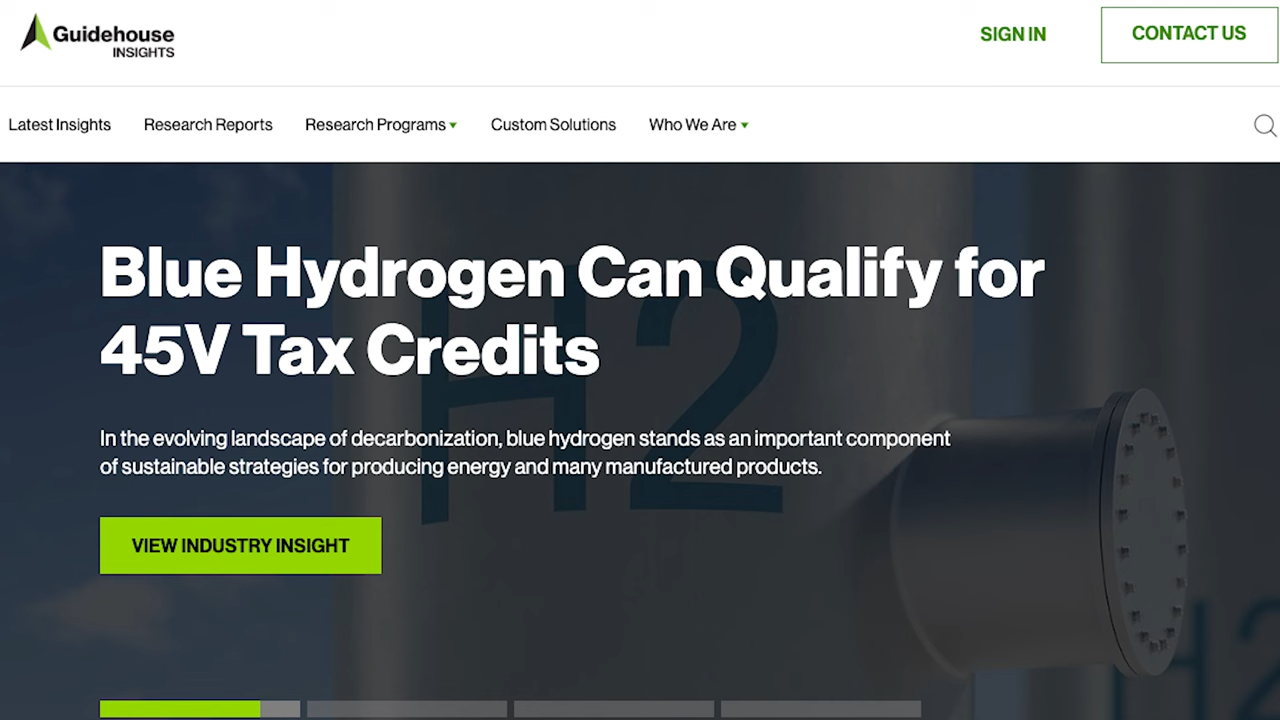 Guidehouse
INSIGHTS
SIGN IN
CONTACT US
Latest Insights
Research Reports
Research Programs
Custom Solutions
Who We Are
Blue Hydrogen Can Qualify for
45V Tax Credits
In the evolving landscape of decarbonization, blue hydrogen stands as an important component
of sustainable strategies for producing energy and many manufactured products.
VIEW INDUSTRY INSIGHT
H2
H2